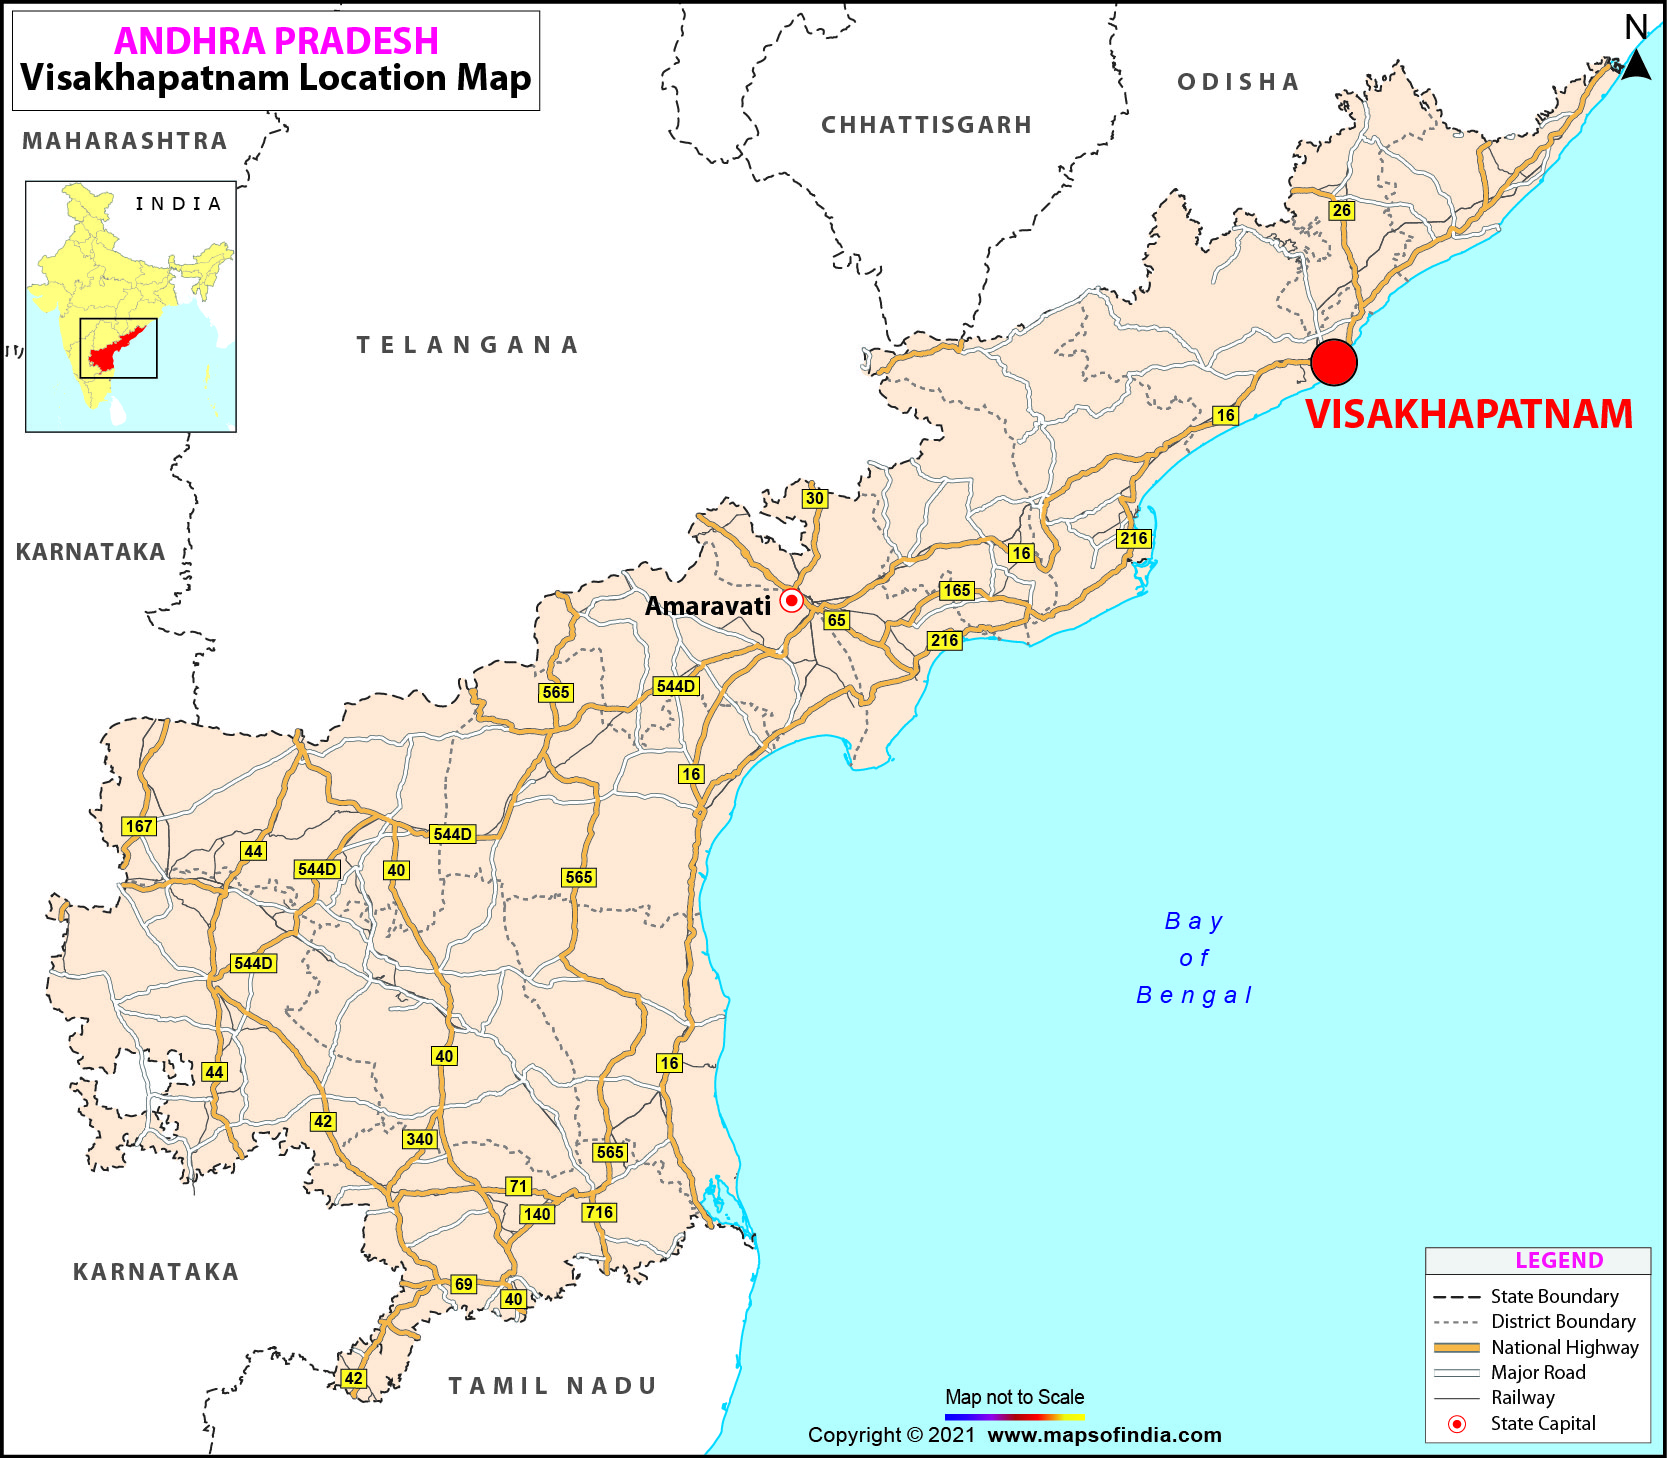 ANDHRA PRADESH
Visakhapatnam Location Map
N
ODISHA
CHHATTISGARH
MAHARASHTRA
INDIA
26
TELANGANA
VISAKHAPATNAM
16
30
KARNATAKA
216
16
165
Amaravati
65
216
565
544D
16
167
544D
44
544D
40
565
Bay
of
Bengal
544D
40
16
44
42
340
565
71
140
716
KARNATAKA
69
40
42
TAMIL NADU
LEGEND
State Boundary
District Boundary
National Highway
Major Road
Railway
State Capital
Map not to Scale
Copyright © 2021 www.mapsofindia.com